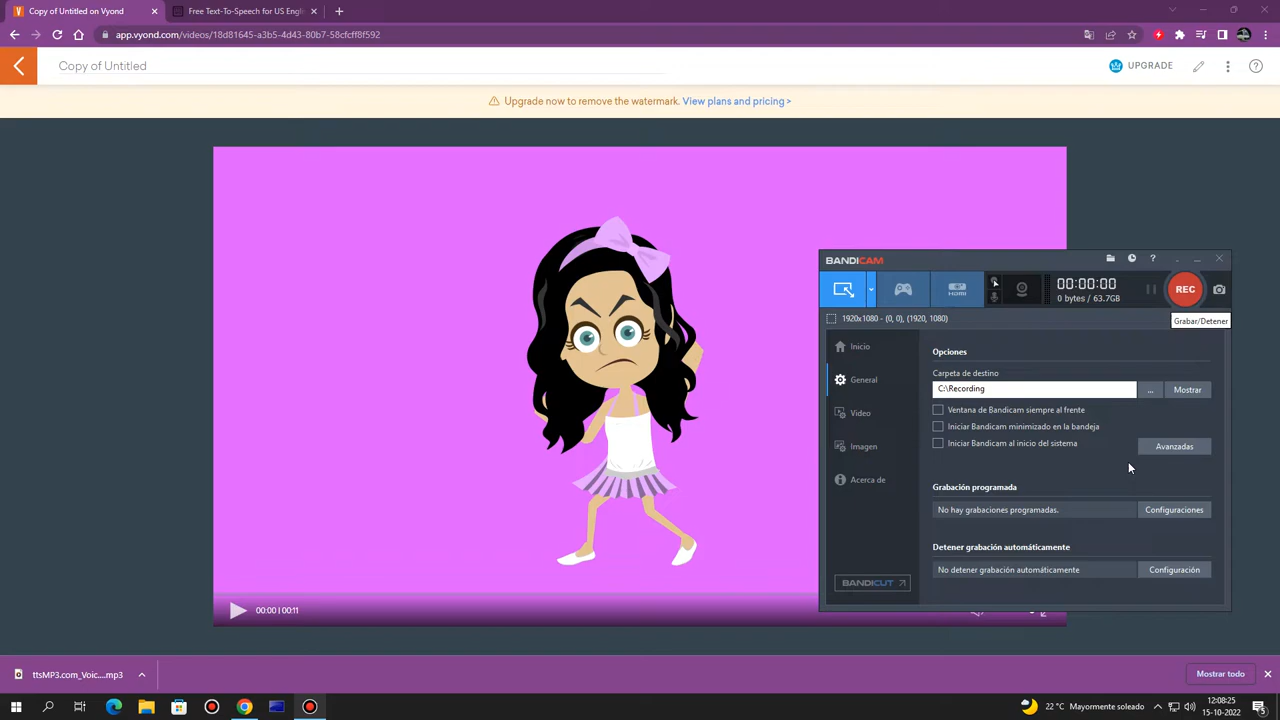 Copy of Untitled on Vyond
Free Text-To-Speech for US Engli
app.vyond.com/videos/18d81645-a3b5-4d43-80b7-58cfcff8f592
Copy of Untitled
UPGRADE
Upgrade now to remove the watermark. View plans and pricing >
BANDICAM
HDMI
00:00:00
0 bytes / 63.7GB
REC
1920x1080 - (0, 0), (1920, 1080)
Grabar/Detener
Inicio
General
Video
Imagen
Acerca de
BANDICUT
Opciones
Carpeta de destino
C:\Recording
...
Mostrar
Ventana de Bandicam siempre al frente
Iniciar Bandicam minimizado en la bandeja
Iniciar Bandicam al inicio del sistema
Avanzadas
Grabación programada
No hay grabaciones programadas.
Configuraciones
Detener grabación automáticamente
No detener grabación automáticamente
Configuración
00:00 | 00:11
ttsMP3.com_Voic....mp3
Mostrar todo
22 °C Mayormente soleado
12:08:25
15-10-2022
5